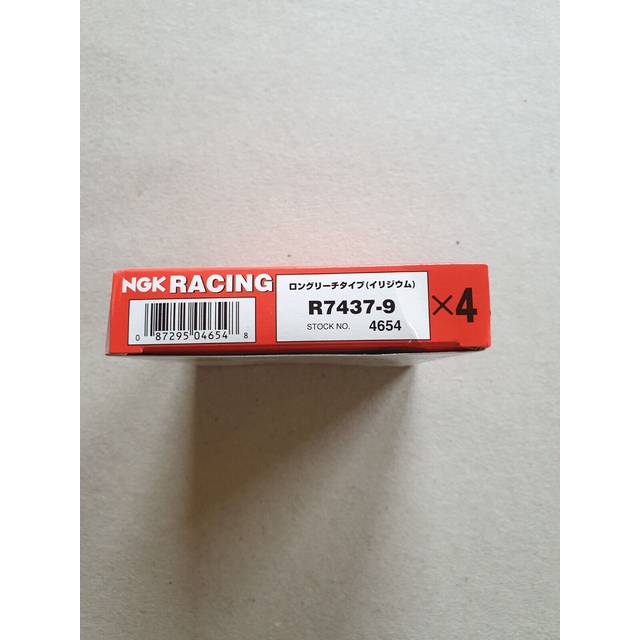 NGK RACING
ロングリーチタイプ(イリジウム)
R7437-9
STOCK NO. 4654
×4
0 87295 04654 8